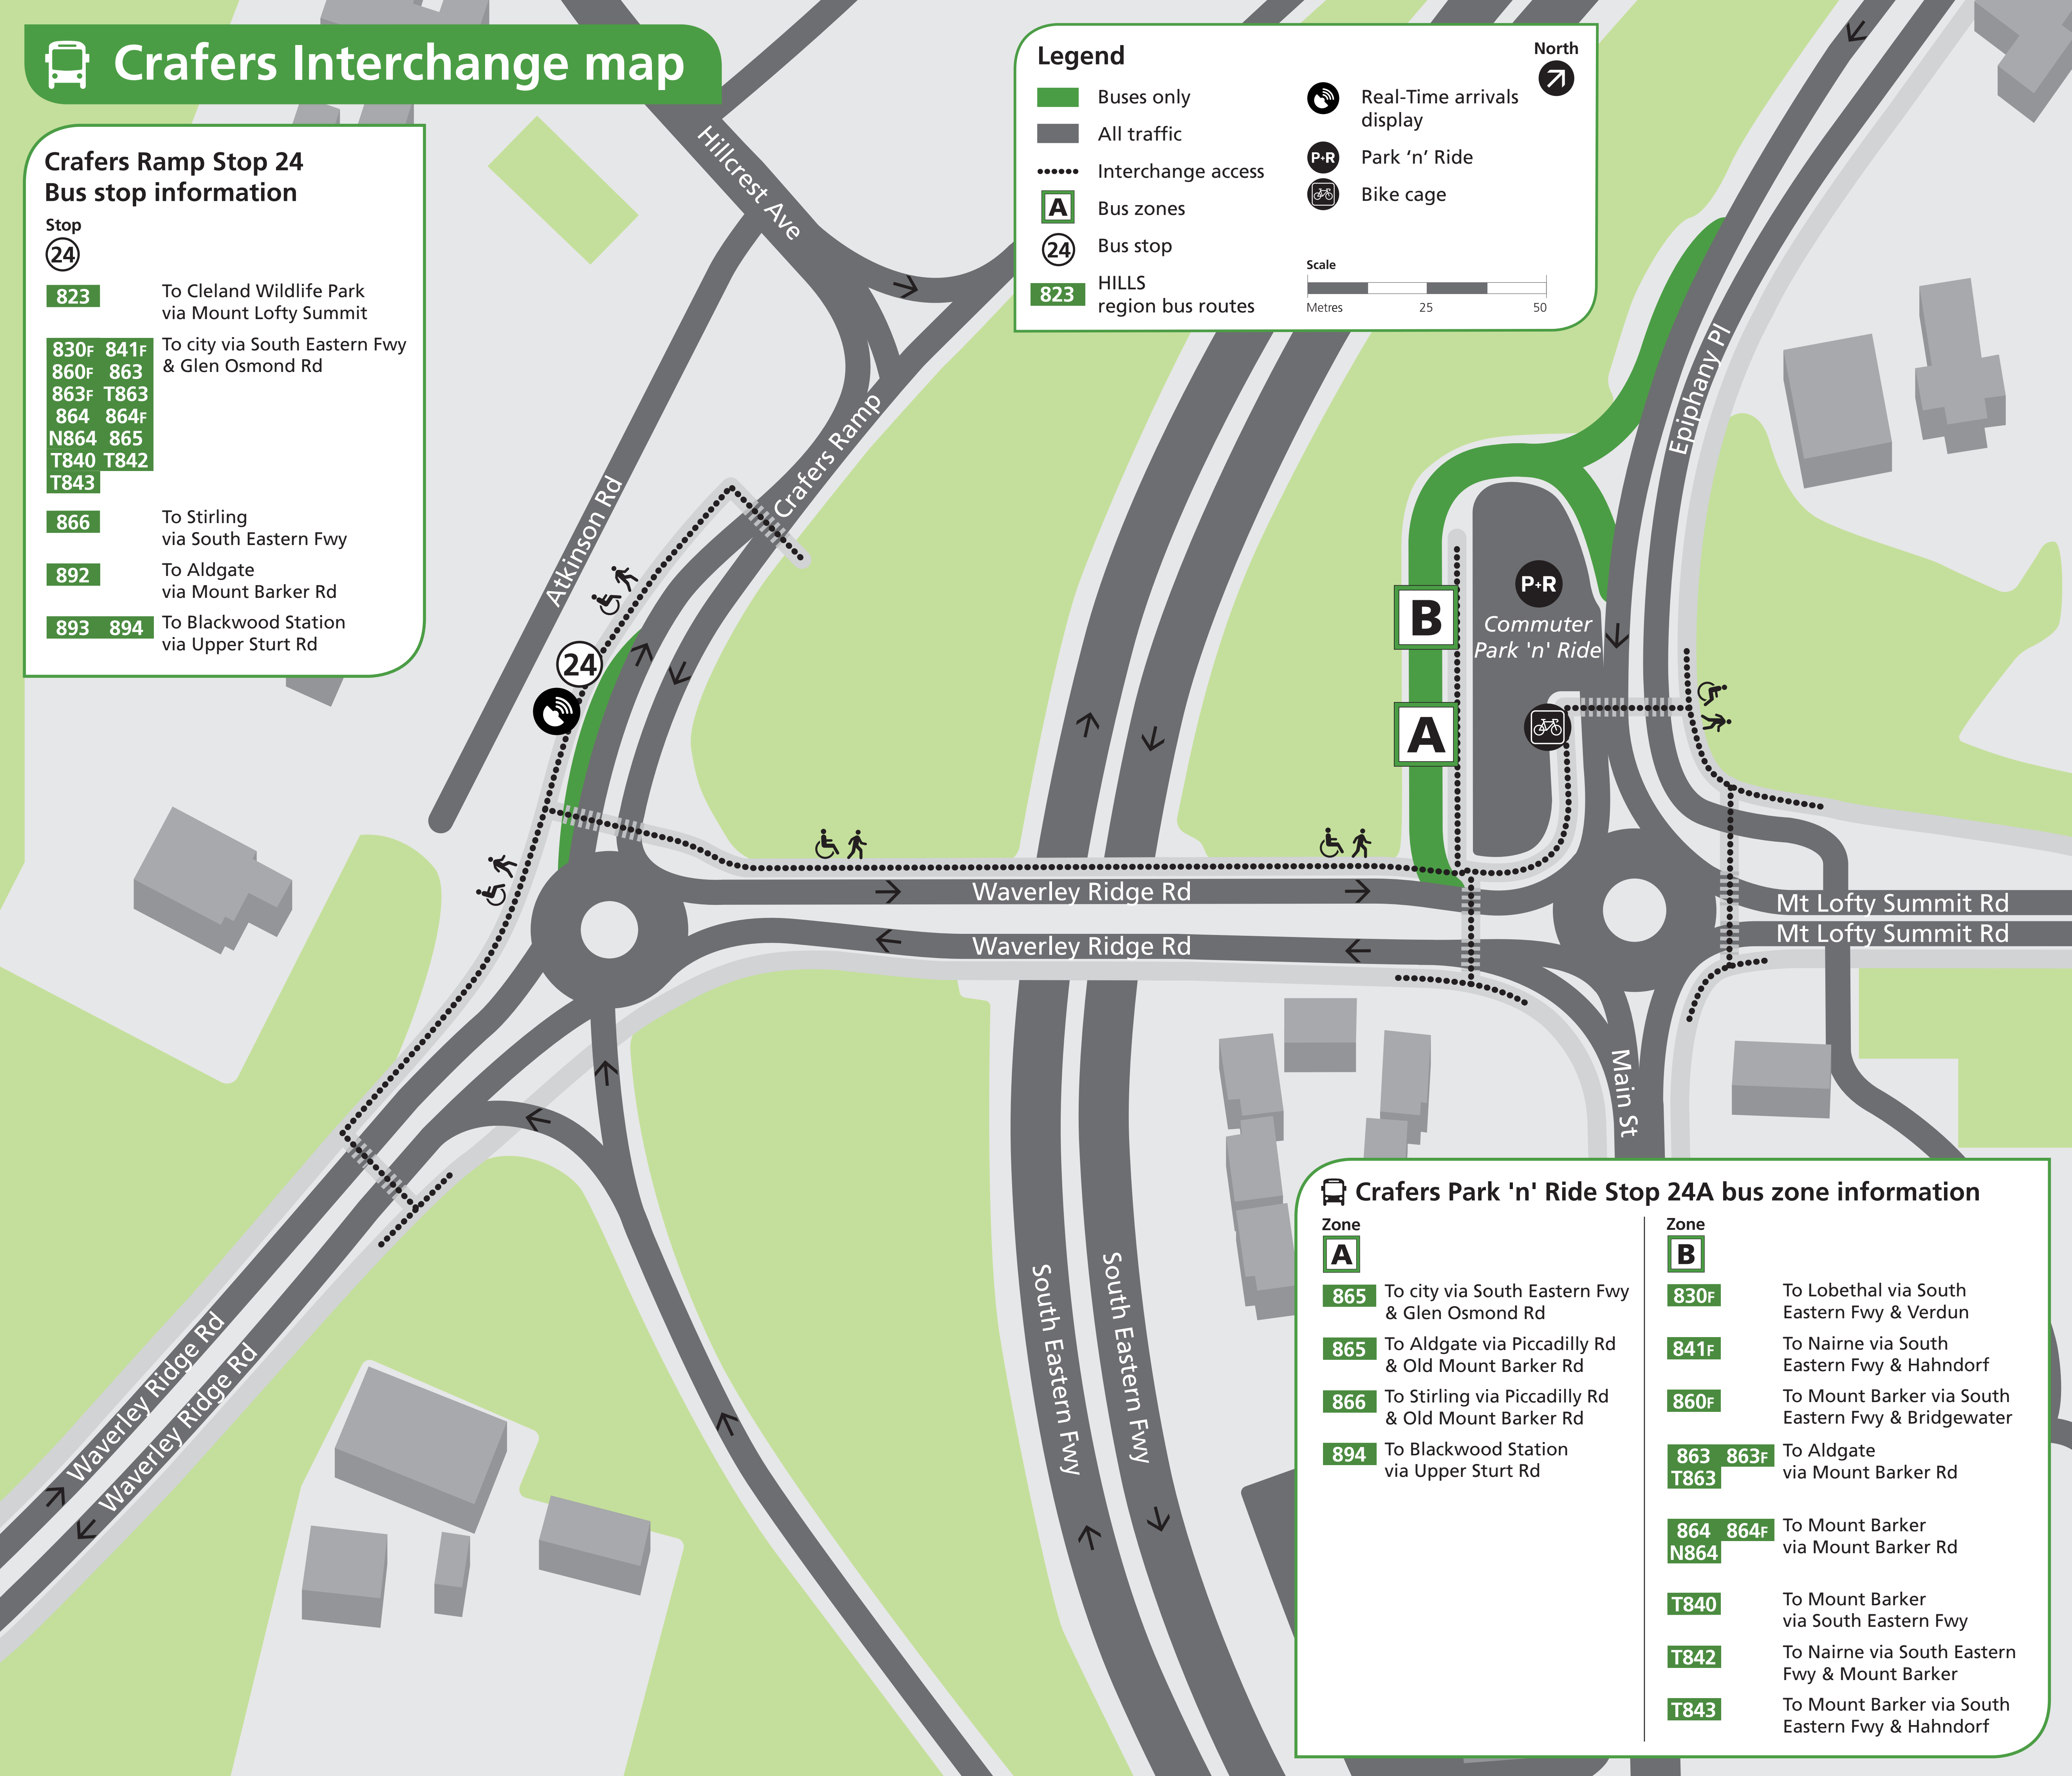 Crafers Interchange map
Crafers Ramp Stop 24
Bus stop information
Stop
24
823 To Cleland Wildlife Park
via Mount Lofty Summit
830F 841F To city via South Eastern Fwy
860F 863 & Glen Osmond Rd
863F T863
864 864F
N864 865
T840 T842
T843
866 To Stirling
via South Eastern Fwy
892 To Aldgate
via Mount Barker Rd
893 894 To Blackwood Station
via Upper Sturt Rd
Legend
North
Buses only
All traffic
Interchange access
A Bus zones
24 Bus stop
823 HILLS
region bus routes
Real-Time arrivals
display
P+R Park ‘n’ Ride
Bike cage
Scale
Metres 25 50
Hillcrest Ave
Atkinson Rd
Crafers Ramp
24
Epiphany Pl
B
A
P+R
Commuter
Park 'n' Ride
Waverley Ridge Rd
Waverley Ridge Rd
Mt Lofty Summit Rd
Mt Lofty Summit Rd
Main St
South Eastern Fwy
South Eastern Fwy
Waverley Ridge Rd
Waverley Ridge Rd
Crafers Park 'n' Ride Stop 24A bus zone information
Zone
A
865 To city via South Eastern Fwy
& Glen Osmond Rd
865 To Aldgate via Piccadilly Rd
& Old Mount Barker Rd
866 To Stirling via Piccadilly Rd
& Old Mount Barker Rd
894 To Blackwood Station
via Upper Sturt Rd
Zone
B
830F To Lobethal via South
Eastern Fwy & Verdun
841F To Nairne via South
Eastern Fwy & Hahndorf
860F To Mount Barker via South
Eastern Fwy & Bridgewater
863 863F To Aldgate
T863 via Mount Barker Rd
864 864F To Mount Barker
N864 via Mount Barker Rd
T840 To Mount Barker
via South Eastern Fwy
T842 To Nairne via South Eastern
Fwy & Mount Barker
T843 To Mount Barker via South
Eastern Fwy & Hahndorf